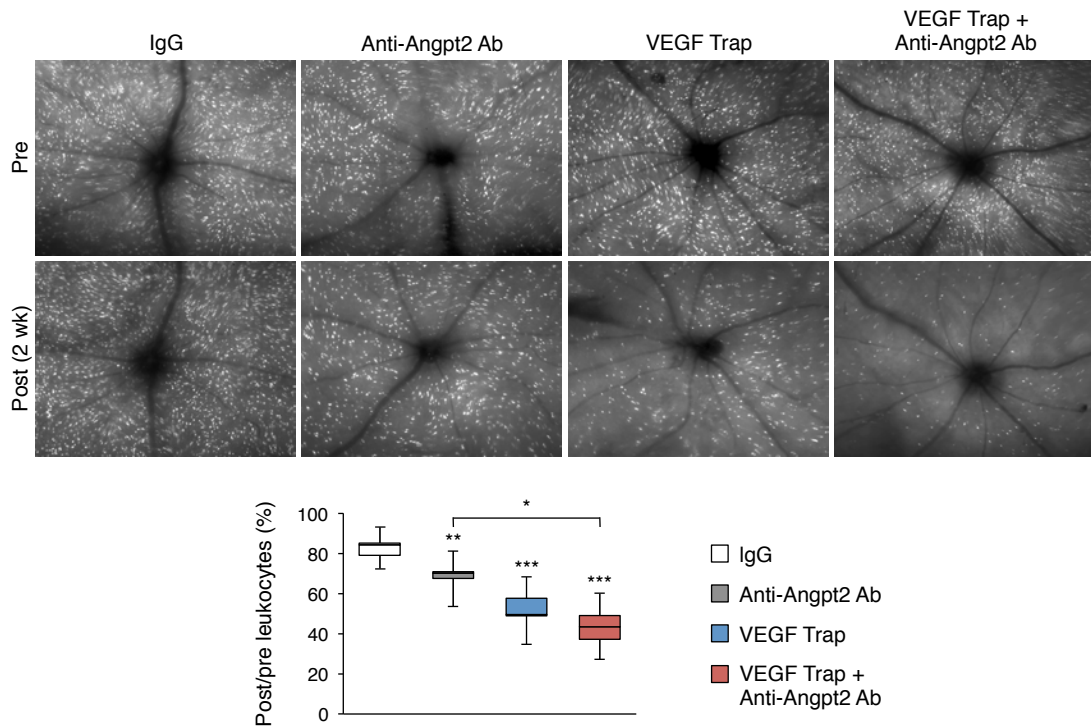 IgG
Anti-Angpt2 Ab
VEGF Trap
VEGF Trap +
Anti-Angpt2 Ab
Pre
Post (2 wk)
Post/pre leukocytes (%)
100
80
60
40
20
0
**
***
*
***
IgG
Anti-Angpt2 Ab
VEGF Trap
VEGF Trap +
Anti-Angpt2 Ab